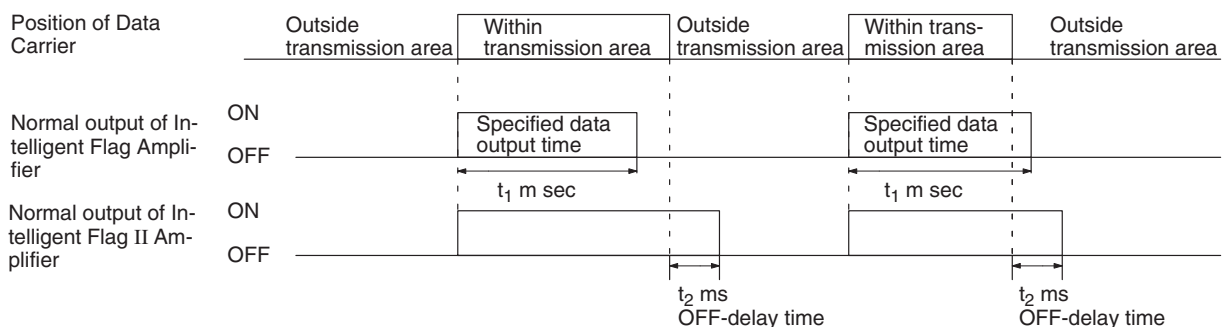 Position of Data
Carrier
Outside
transmission area
Within
transmission area
Outside
transmission area
Within trans-
mission area
Outside
transmission area
Normal output of In-
telligent Flag Ampli-
fier
ON
OFF
Specified data
output time
t1 m sec
Specified data
output time
t1 m sec
Normal output of In-
telligent Flag II Am-
plifier
ON
OFF
t2 ms
OFF-delay time
t2 ms
OFF-delay time